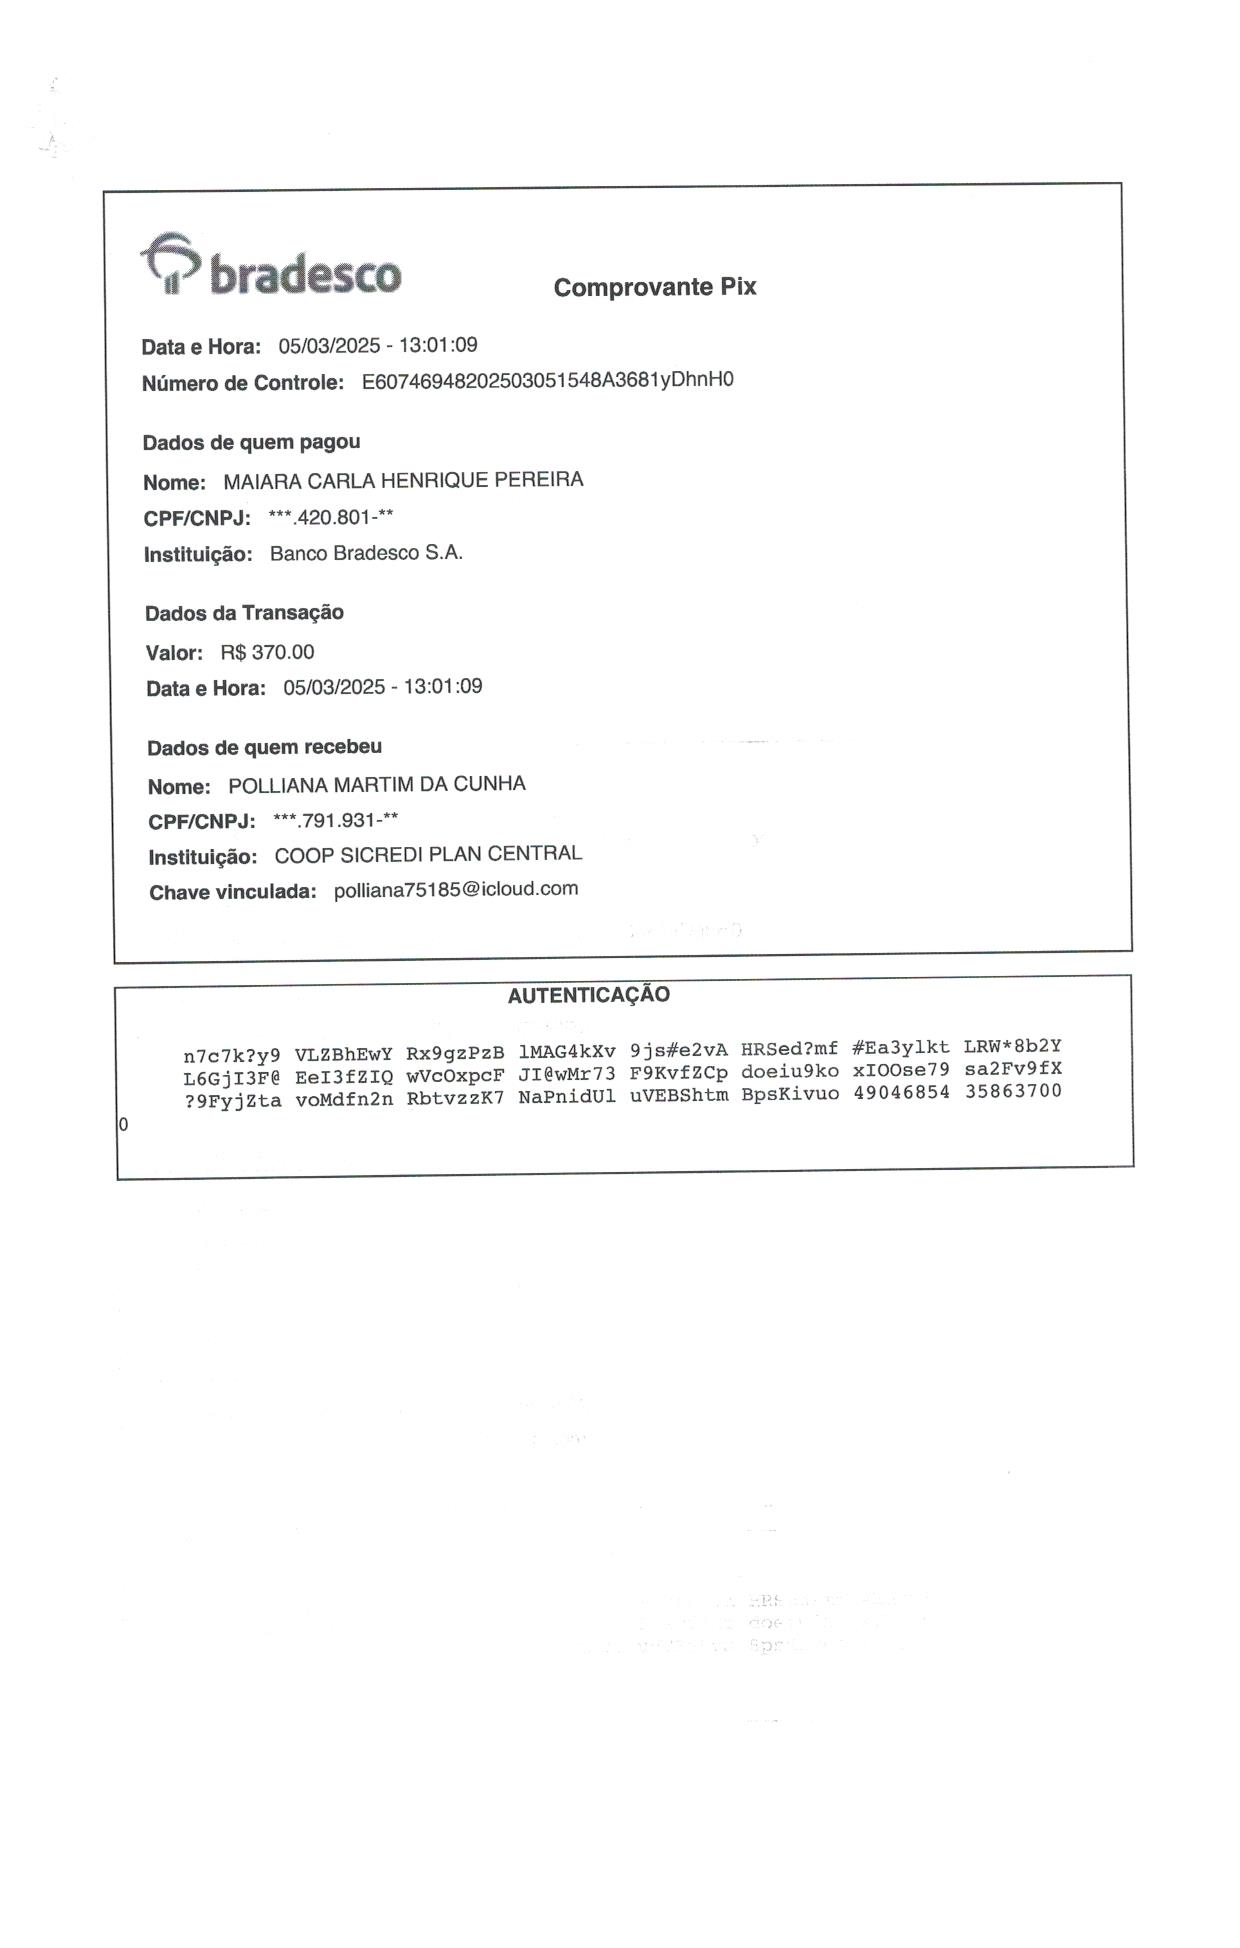 bradesco
Comprovante Pix
Data e Hora: 05/03/2025 - 13:01:09
Número de Controle: E60746948202503051548A3681yDhnH0
Dados de quem pagou
Nome: MAIARA CARLA HENRIQUE PEREIRA
CPF/CNPJ: ***.420.801-**
Instituição: Banco Bradesco S.A.
Dados da Transação
Valor: R$ 370.00
Data e Hora: 05/03/2025 - 13:01:09
Dados de quem recebeu
Nome: POLLIANA MARTIM DA CUNHA
CPF/CNPJ: ***.791.931-**
Instituição: COOP SICREDI PLAN CENTRAL
Chave vinculada: polliana75185@icloud.com
AUTENTICAÇÃO
n7c7k?y9 VLZBhEwY Rx9gzPzB lMAG4kXv 9js#e2vA HRSed?mf #Ea3ylkt LRW*8b2Y
L6GjI3F@ EeI3fZIQ wVcOxpcF JI@wMr73 F9KvfZCp doeiu9ko xIOOse79 sa2Fv9fX
?9FyjZta voMdfn2n RbtvzzK7 NaPnidUl uVEBShtm BpsKivuo 49046854 35863700
0